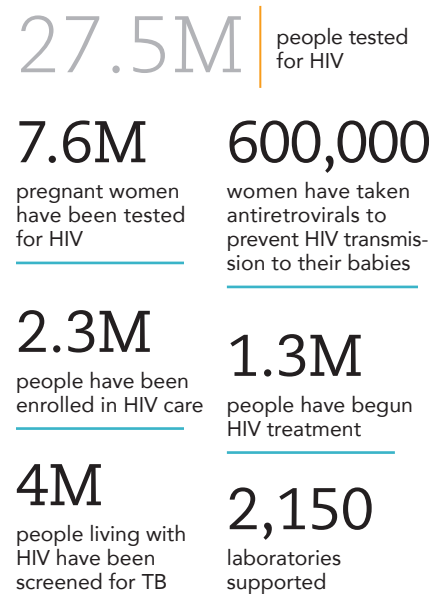 27.5M
people tested
for HIV
7.6M
pregnant women
have been tested
for HIV
600,000
women have taken
antiretrovirals to
prevent HIV transmis-
sion to their babies
2.3M
people have been
enrolled in HIV care
1.3M
people have begun
HIV treatment
4M
people living with
HIV have been
screened for TB
2,150
laboratories
supported